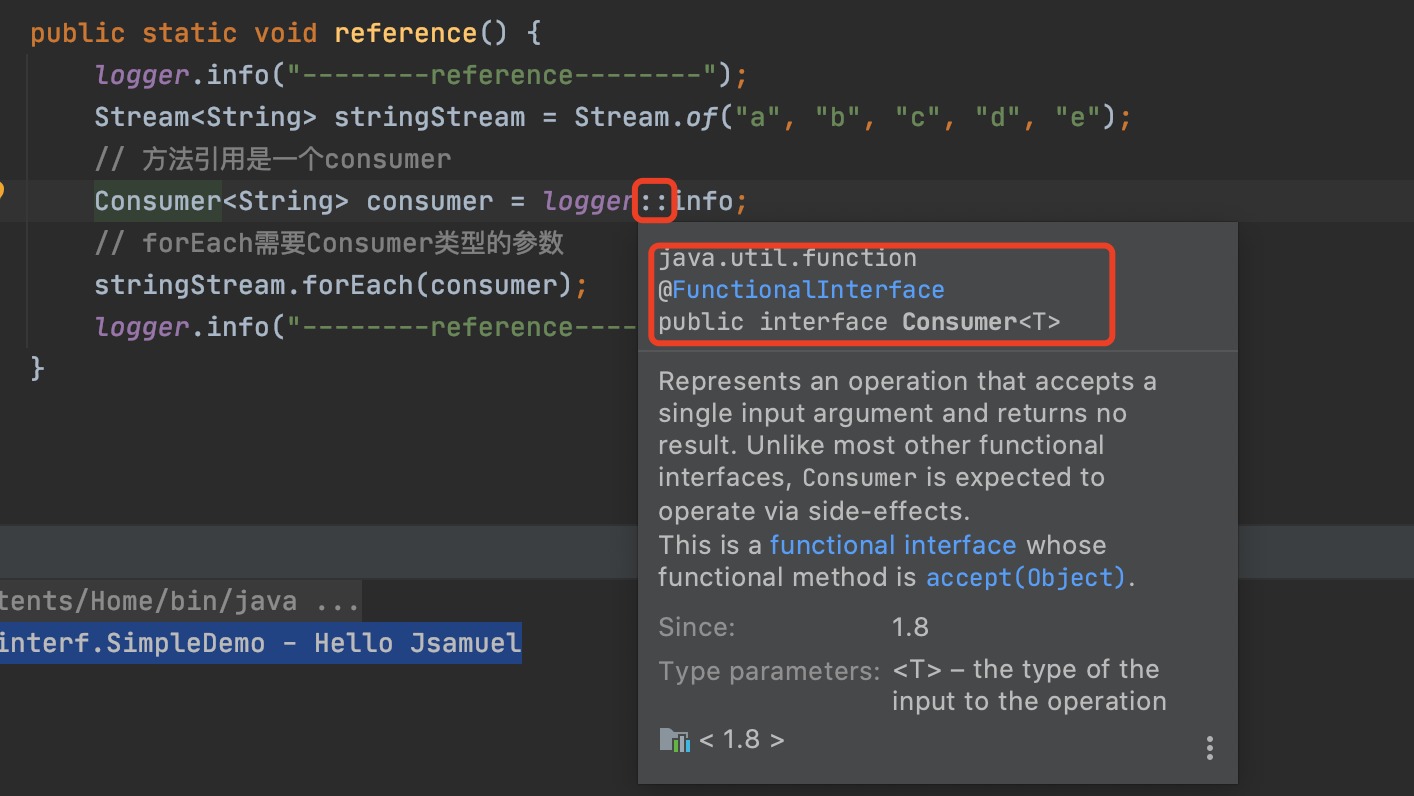 public static void reference() {
logger.info("--------reference--------");
Stream<String> stringStream = Stream.of("a", "b", "c", "d", "e");
// 方法引用是一个consumer
Consumer<String> consumer = logger::info;
// forEach需要Consumer类型的参数
stringStream.forEach(consumer);
logger.info("--------reference----
}
java.util.function
@FunctionalInterface
public interface Consumer<T>
Represents an operation that accepts a
single input argument and returns no
result. Unlike most other functional
interfaces, Consumer is expected to
operate via side-effects.
This is a functional interface whose
functional method is accept(Object).
Since: 1.8
Type parameters: <T> – the type of the
input to the operation
< 1.8 >
tents/Home/bin/java ...
interf.SimpleDemo - Hello Jsamuel